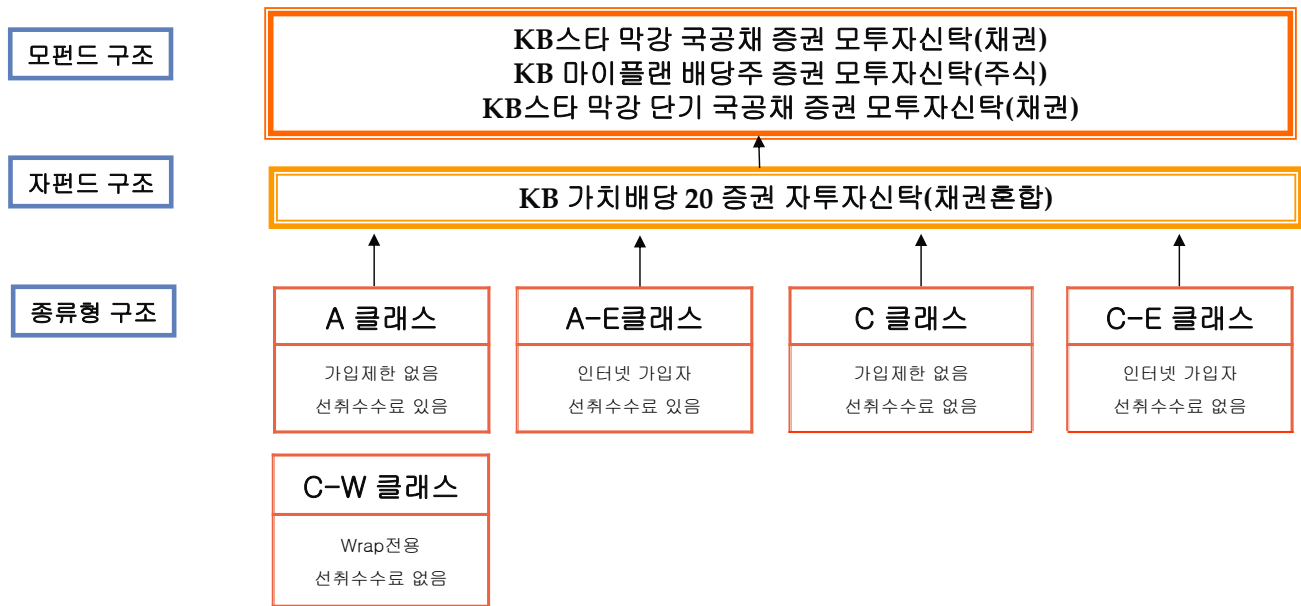 모펀드 구조
KB스타 막강 국공채 증권 모투자신탁(채권)
KB 마이플랜 배당주 증권 모투자신탁(주식)
KB스타 막강 단기 국공채 증권 모투자신탁(채권)
자펀드 구조
KB 가치배당 20 증권 자투자신탁(채권혼합)
종류형 구조
A 클래스
가입제한 없음
선취수수료 있음
A-E클래스
인터넷 가입자
선취수수료 있음
C 클래스
가입제한 없음
선취수수료 없음
C-E 클래스
인터넷 가입자
선취수수료 없음
C-W 클래스
Wrap전용
선취수수료 없음